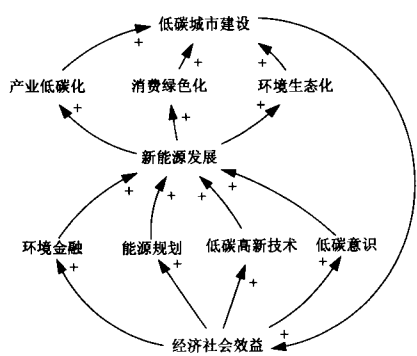 低碳城市建设
+ + +
产业低碳化 消费绿色化 环境生态化
+ + +
新能源发展
+ + + +
环境金融 能源规划 低碳高新技术 低碳意识
+ + + +
经济社会效益 +